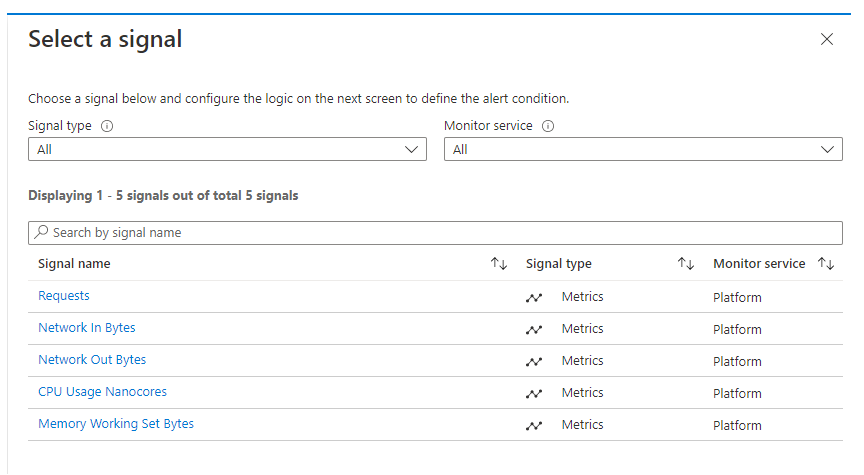 Select a signal
Choose a signal below and configure the logic on the next screen to define the alert condition.
Signal type Monitor service
All All
Displaying 1 - 5 signals out of total 5 signals
Search by signal name
Signal name Signal type Monitor service
Requests Metrics Platform
Network In Bytes Metrics Platform
Network Out Bytes Metrics Platform
CPU Usage Nanocores Metrics Platform
Memory Working Set Bytes Metrics Platform